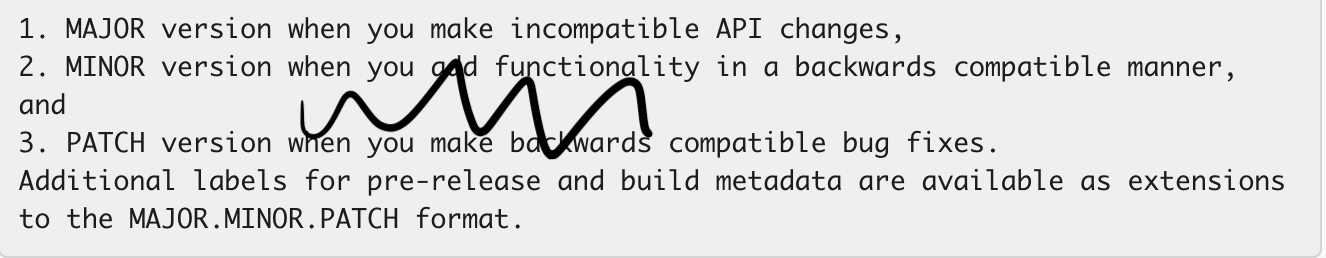 1. MAJOR version when you make incompatible API changes,
2. MINOR version when you add functionality in a backwards compatible manner,
and
3. PATCH version when you make backwards compatible bug fixes.
Additional labels for pre-release and build metadata are available as extensions
to the MAJOR.MINOR.PATCH format.